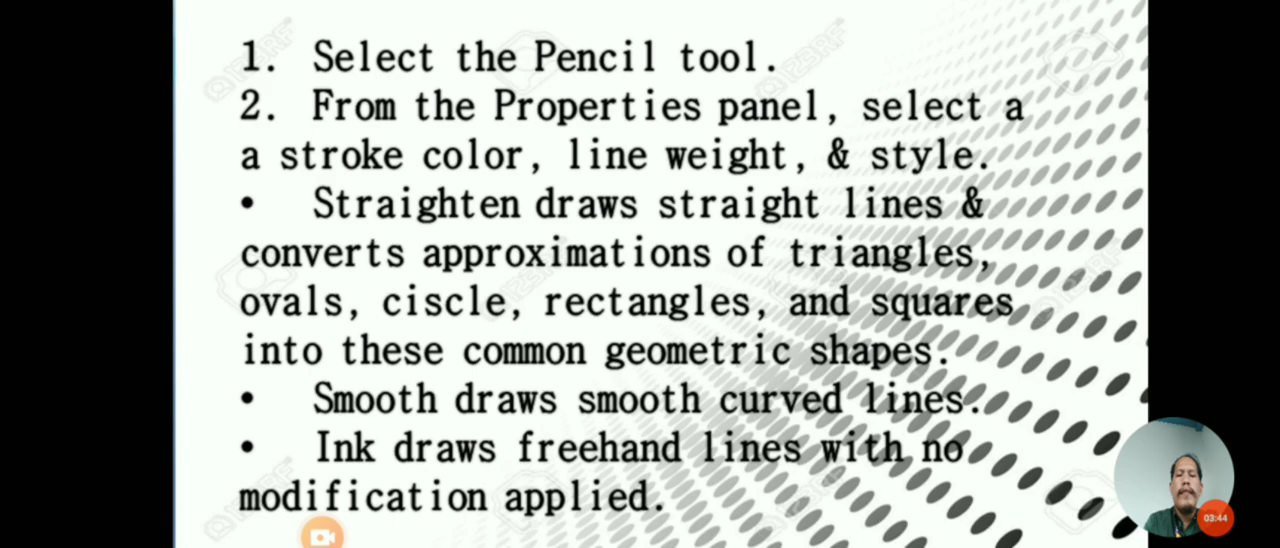 1. Select the Pencil tool.
2. From the Properties panel, select a
a stroke color, line weight, & style.
• Straighten draws straight lines &
converts approximations of triangles,
ovals, ciscle, rectangles, and squares
into these common geometric shapes.
• Smooth draws smooth curved lines.
• Ink draws freehand lines with no
modification applied.
03:44